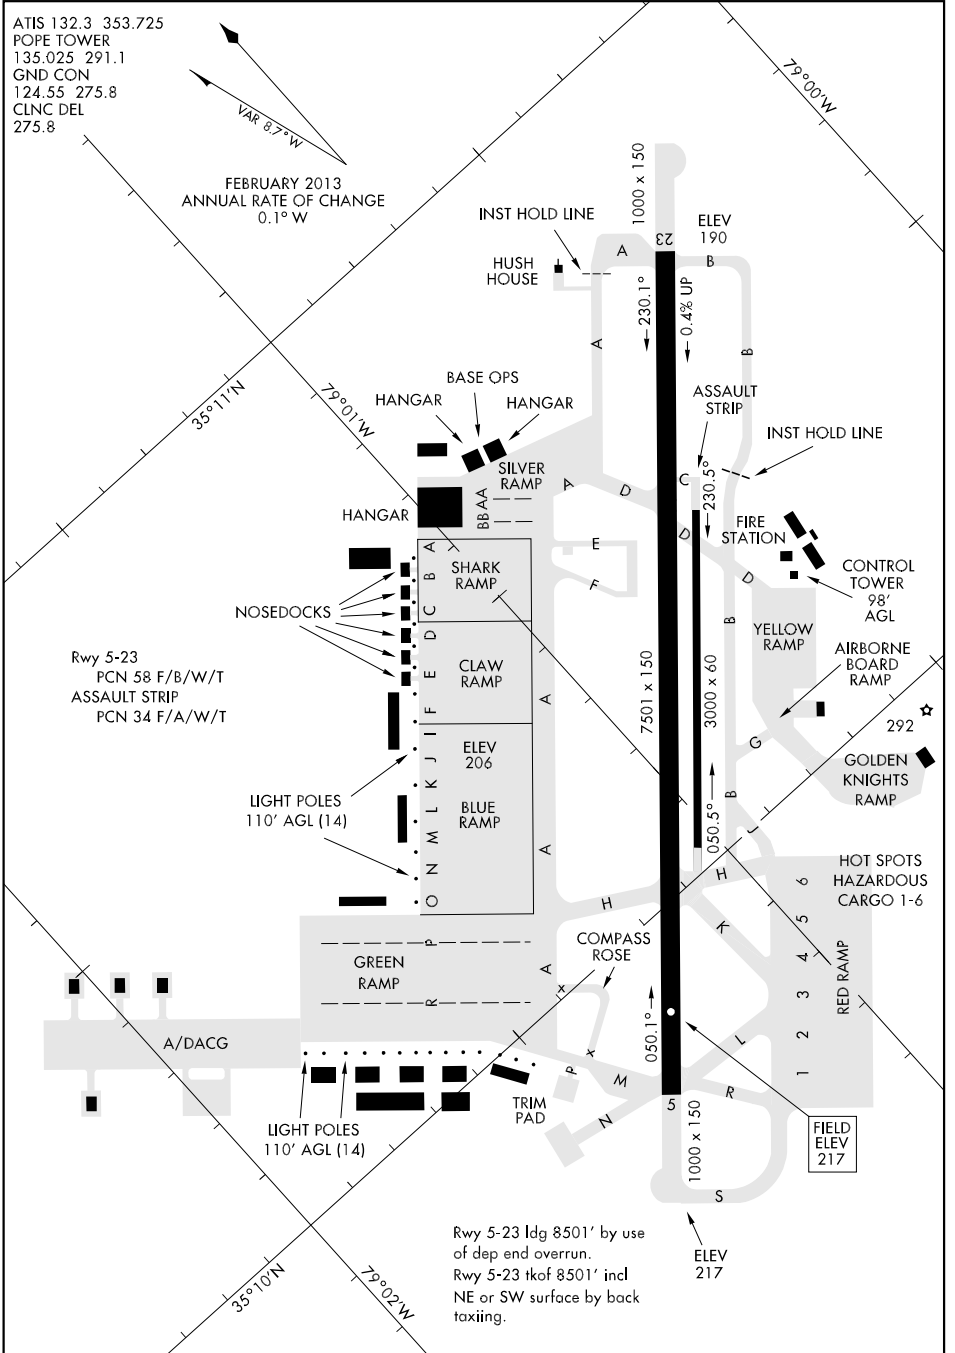 ATIS 132.3 353.725
POPE TOWER
135.025 291.1
GND CON
124.55 275.8
CLNC DEL
275.8
VAR 8.7° W
FEBRUARY 2013
ANNUAL RATE OF CHANGE
0.1° W
79°00'W
1000 x 150
INST HOLD LINE
ELEV
190
A
23
B
HUSH
HOUSE
230.1°
0.4% UP
A
B
35°11'N
79°01'W
BASE OPS
HANGAR
HANGAR
ASSAULT
STRIP
INST HOLD LINE
SILVER
RAMP
A
D
C
230.5°
AA
BB
HANGAR
FIRE
STATION
E
D
A
SHARK
RAMP
F
D
CONTROL
TOWER
98'
AGL
B
C
NOSEDOCKS
B
YELLOW
RAMP
D
Rwy 5-23
PCN 58 F/B/W/T
ASSAULT STRIP
PCN 34 F/A/W/T
CLAW
RAMP
E
A
7501 x 150
3000 x 60
AIRBORNE
BOARD
RAMP
F
292
I
ELEV
206
G
J
GOLDEN
KNIGHTS
RAMP
K
LIGHT POLES
110' AGL (14)
BLUE
RAMP
L
B
050.5°
M
A
J
N
H
6
HOT SPOTS
HAZARDOUS
CARGO 1-6
O
H
5
K
P
COMPASS
ROSE
4
GREEN
RAMP
A
RED RAMP
R
x
3
050.1°
A/DACG
2
L
x
P
M
1
R
N
5
TRIM
PAD
1000 x 150
LIGHT POLES
110' AGL (14)
FIELD
ELEV
217
S
Rwy 5-23 ldg 8501' by use
of dep end overrun.
Rwy 5-23 tkof 8501' incl
NE or SW surface by back
taxiing.
ELEV
217
35°10'N
79°02'W